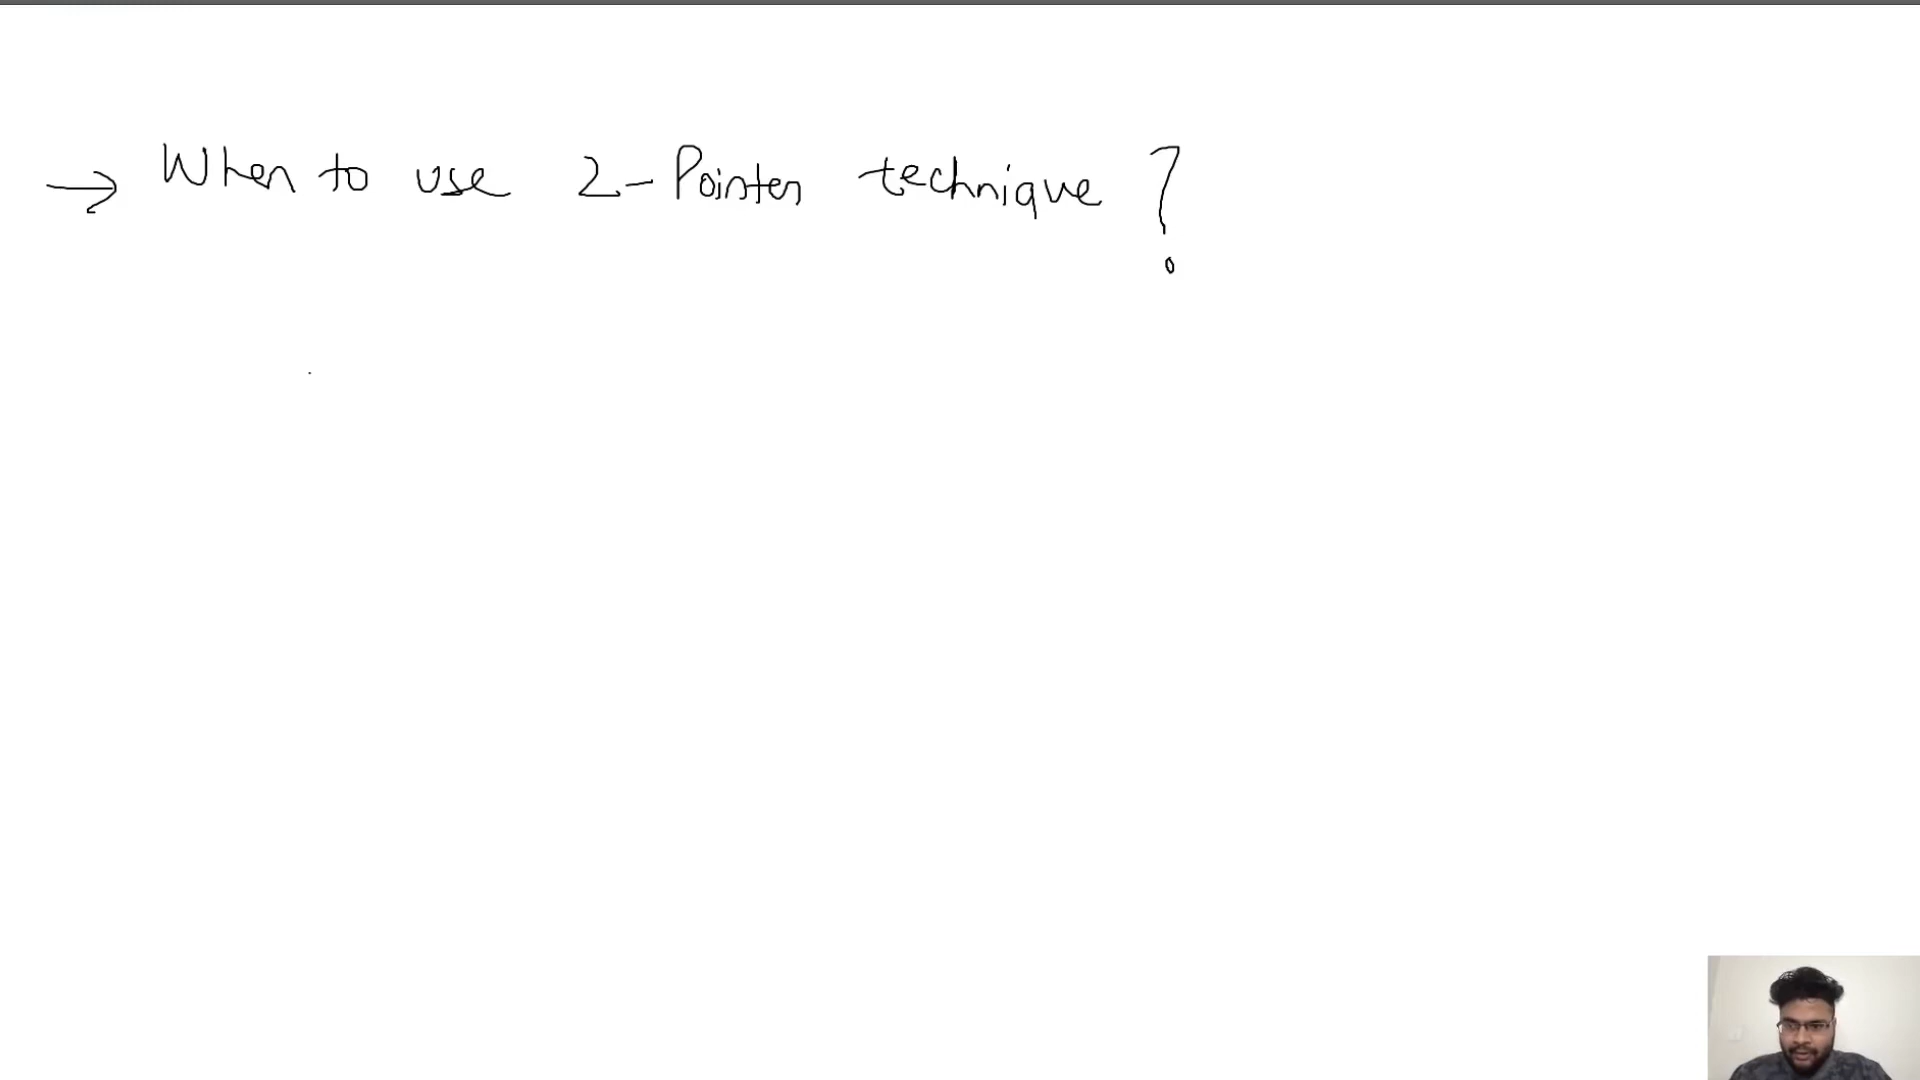 → When to use 2-Pointer technique ?